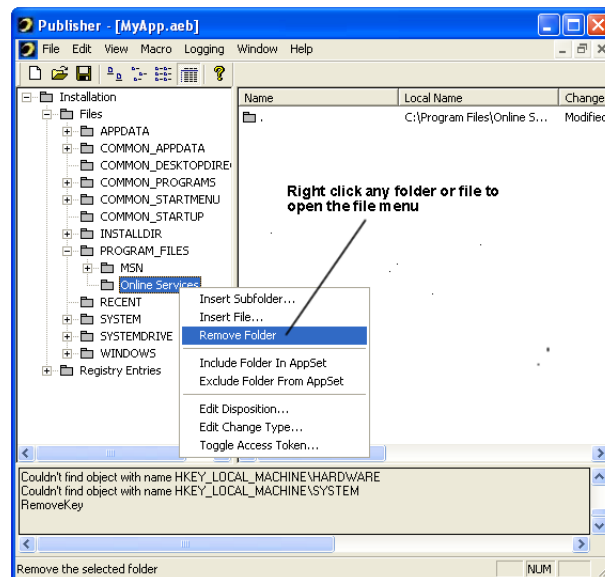 Publisher - [MyApp.aeb]
File Edit View Macro Logging Window Help
Installation
Files
APPDATA
COMMON_APPDATA
COMMON_DESKTOPDIRE
COMMON_PROGRAMS
COMMON_STARTMENU
COMMON_STARTUP
INSTALLDIR
PROGRAM_FILES
MSN
Online Services
RECENT
SYSTEM
SYSTEMDRIVE
WINDOWS
Registry Entries
Name Local Name Change
. C:\Program Files\Online S... Modified
Right click any folder or file to
open the file menu
Insert Subfolder...
Insert File...
Remove Folder
Include Folder In AppSet
Exclude Folder From AppSet
Edit Disposition...
Edit Change Type...
Toggle Access Token...
Couldn't find object with name HKEY_LOCAL_MACHINE\HARDWARE
Couldn't find object with name HKEY_LOCAL_MACHINE\SYSTEM
RemoveKey
Remove the selected folder NUM